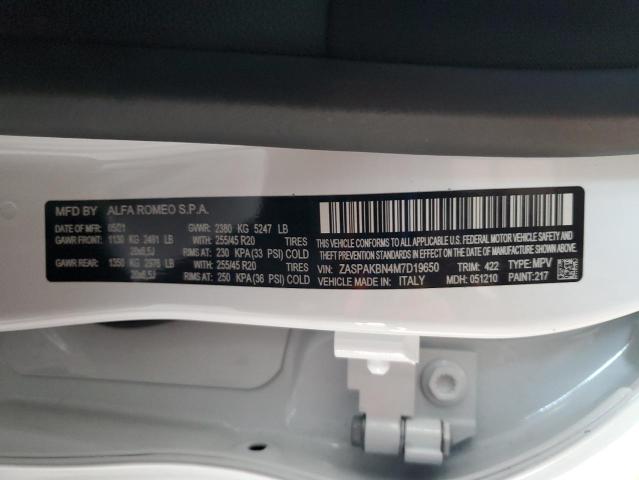 MFD BY ALFA ROMEO S.P.A.
DATE OF MFR: 05/21 GVWR: 2380 KG 5247 LB
GAWR FRONT: 1130 KG 2491 LB WITH: 255/45 R20 TIRES
20x8,5J RIMS AT: 230 KPA (33 PSI) COLD
GAWR REAR: 1350 KG 2976 LB WITH: 255/45 R20 TIRES
20x8,5J RIMS AT: 250 KPA (36 PSI) COLD
THIS VEHICLE CONFORMS TO ALL APPLICABLE U.S. FEDERAL MOTOR VEHICLE SAFETY, BUMPER AND THEFT
PREVENTION STANDARDS IN EFFECT ON THE DATE OF MANUFACTURE SHOWN ABOVE.
VIN: ZASPAKBN4M7D19650 TRIM: 422 TYPE: MPV
VEHICLE MADE IN: ITALY MDH: 051210 PAINT: 217